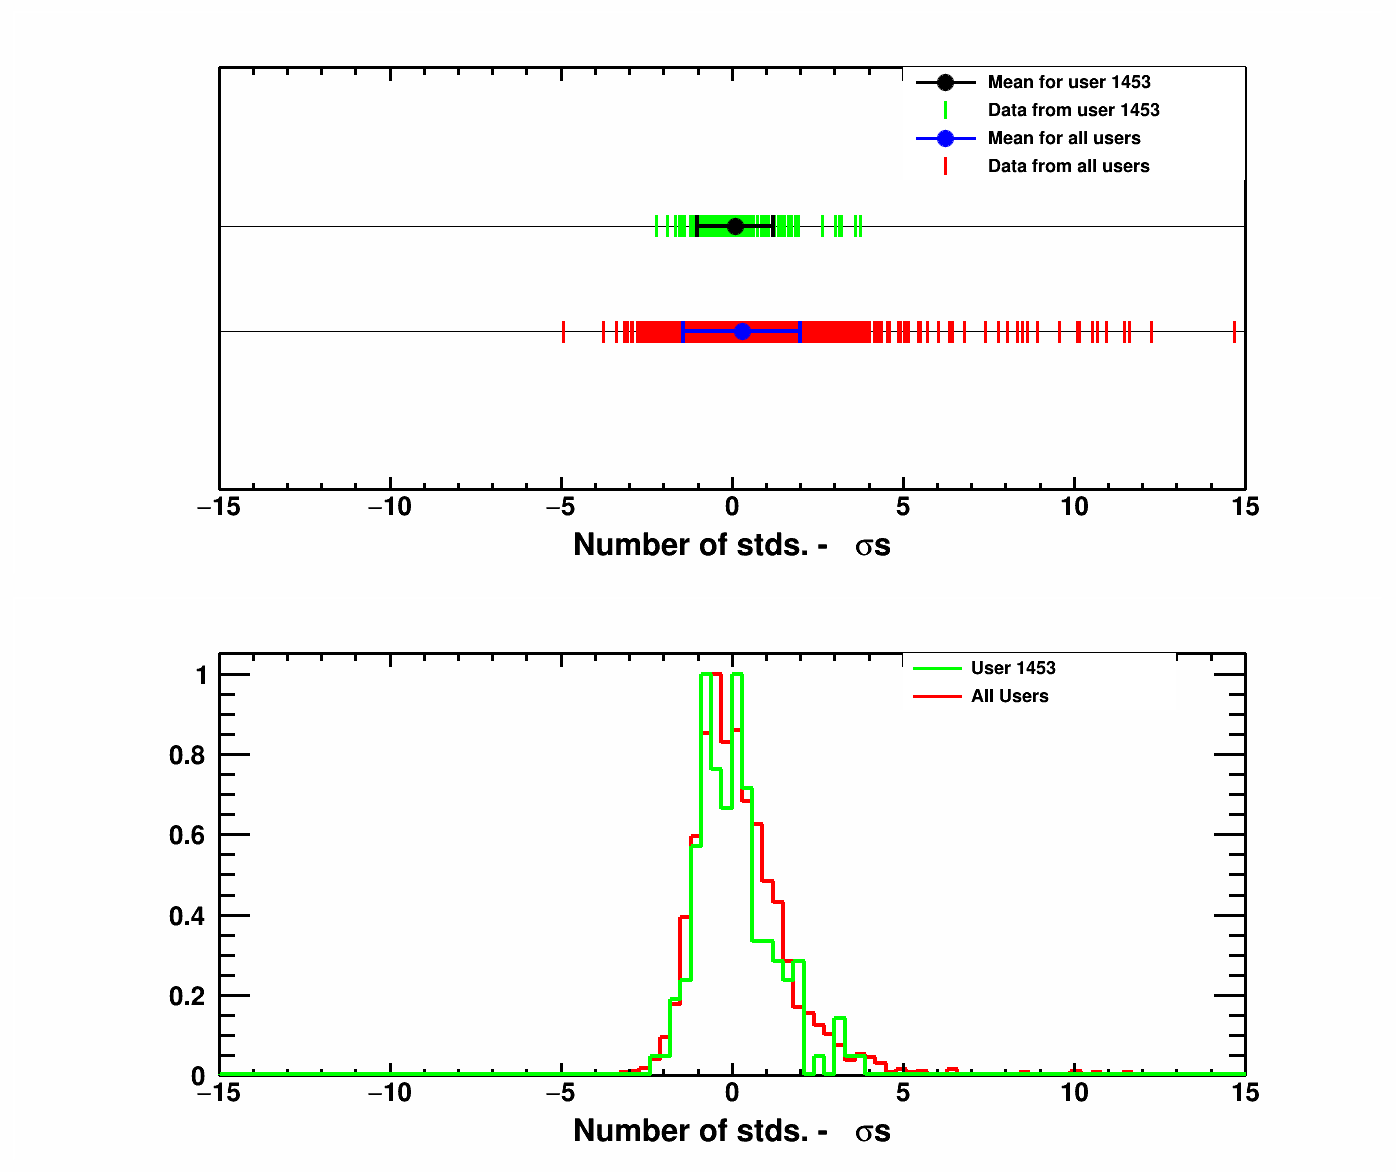 Mean for user 1453
Data from user 1453
Mean for all users
Data from all users
−15 −10 −5 0 5 10 15
Number of stds. - σs
User 1453
All Users
1
0.8
0.6
0.4
0.2
0
−15 −10 −5 0 5 10 15
Number of stds. - σs